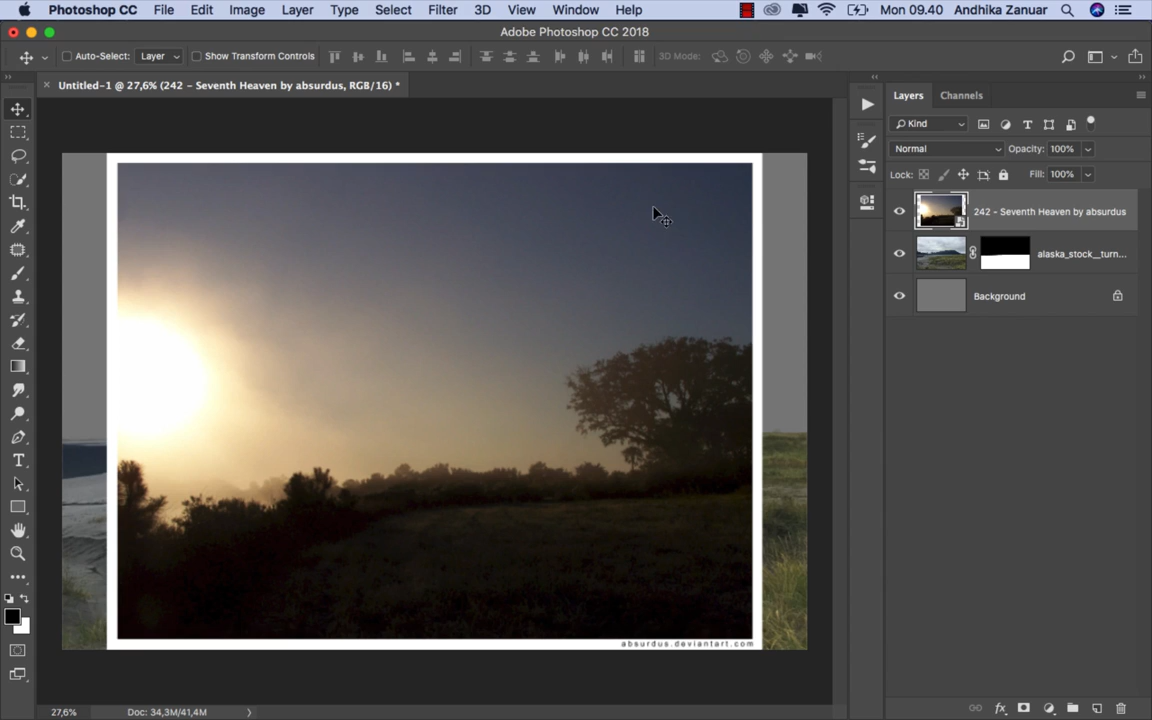 Photoshop CC File Edit Image Layer Type Select Filter 3D View Window Help Mon 09.40 Andhika Zanuar
Adobe Photoshop CC 2018
Auto-Select: Layer Show Transform Controls 3D Mode:
Untitled-1 @ 27,6% (242 - Seventh Heaven by absurdus, RGB/16) *
Layers Channels
Kind
Normal Opacity: 100%
Lock: Fill: 100%
242 - Seventh Heaven by absurdus
alaska_stock__turn...
Background
absurdus.deviantart.com
27,6% Doc: 34,3M/41,4M